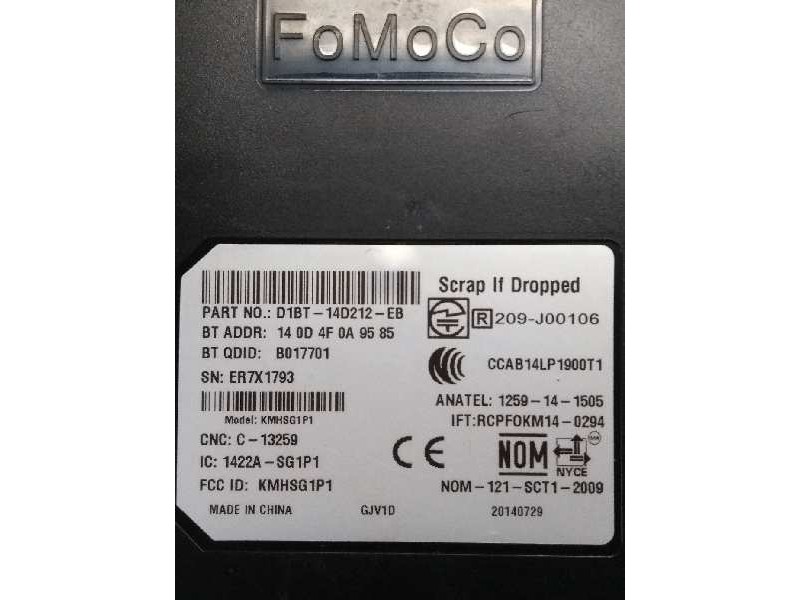 FoMoCo
Scrap If Dropped
PART NO.: D1BT-14D212-EB
R 209-J00106
BT ADDR: 14 0D 4F 0A 95 85
BT QDID: B017701
CCAB14LP1900T1
SN: ER7X1793
ANATEL: 1259-14-1505
Model: KMHSG1P1
IFT:RCPFOKM14-0294
CNC: C-13259
CE
NOM
NYCE
IC: 1422A-SG1P1
FCC ID: KMHSG1P1
NOM-121-SCT1-2009
MADE IN CHINA GJV1D 20140729